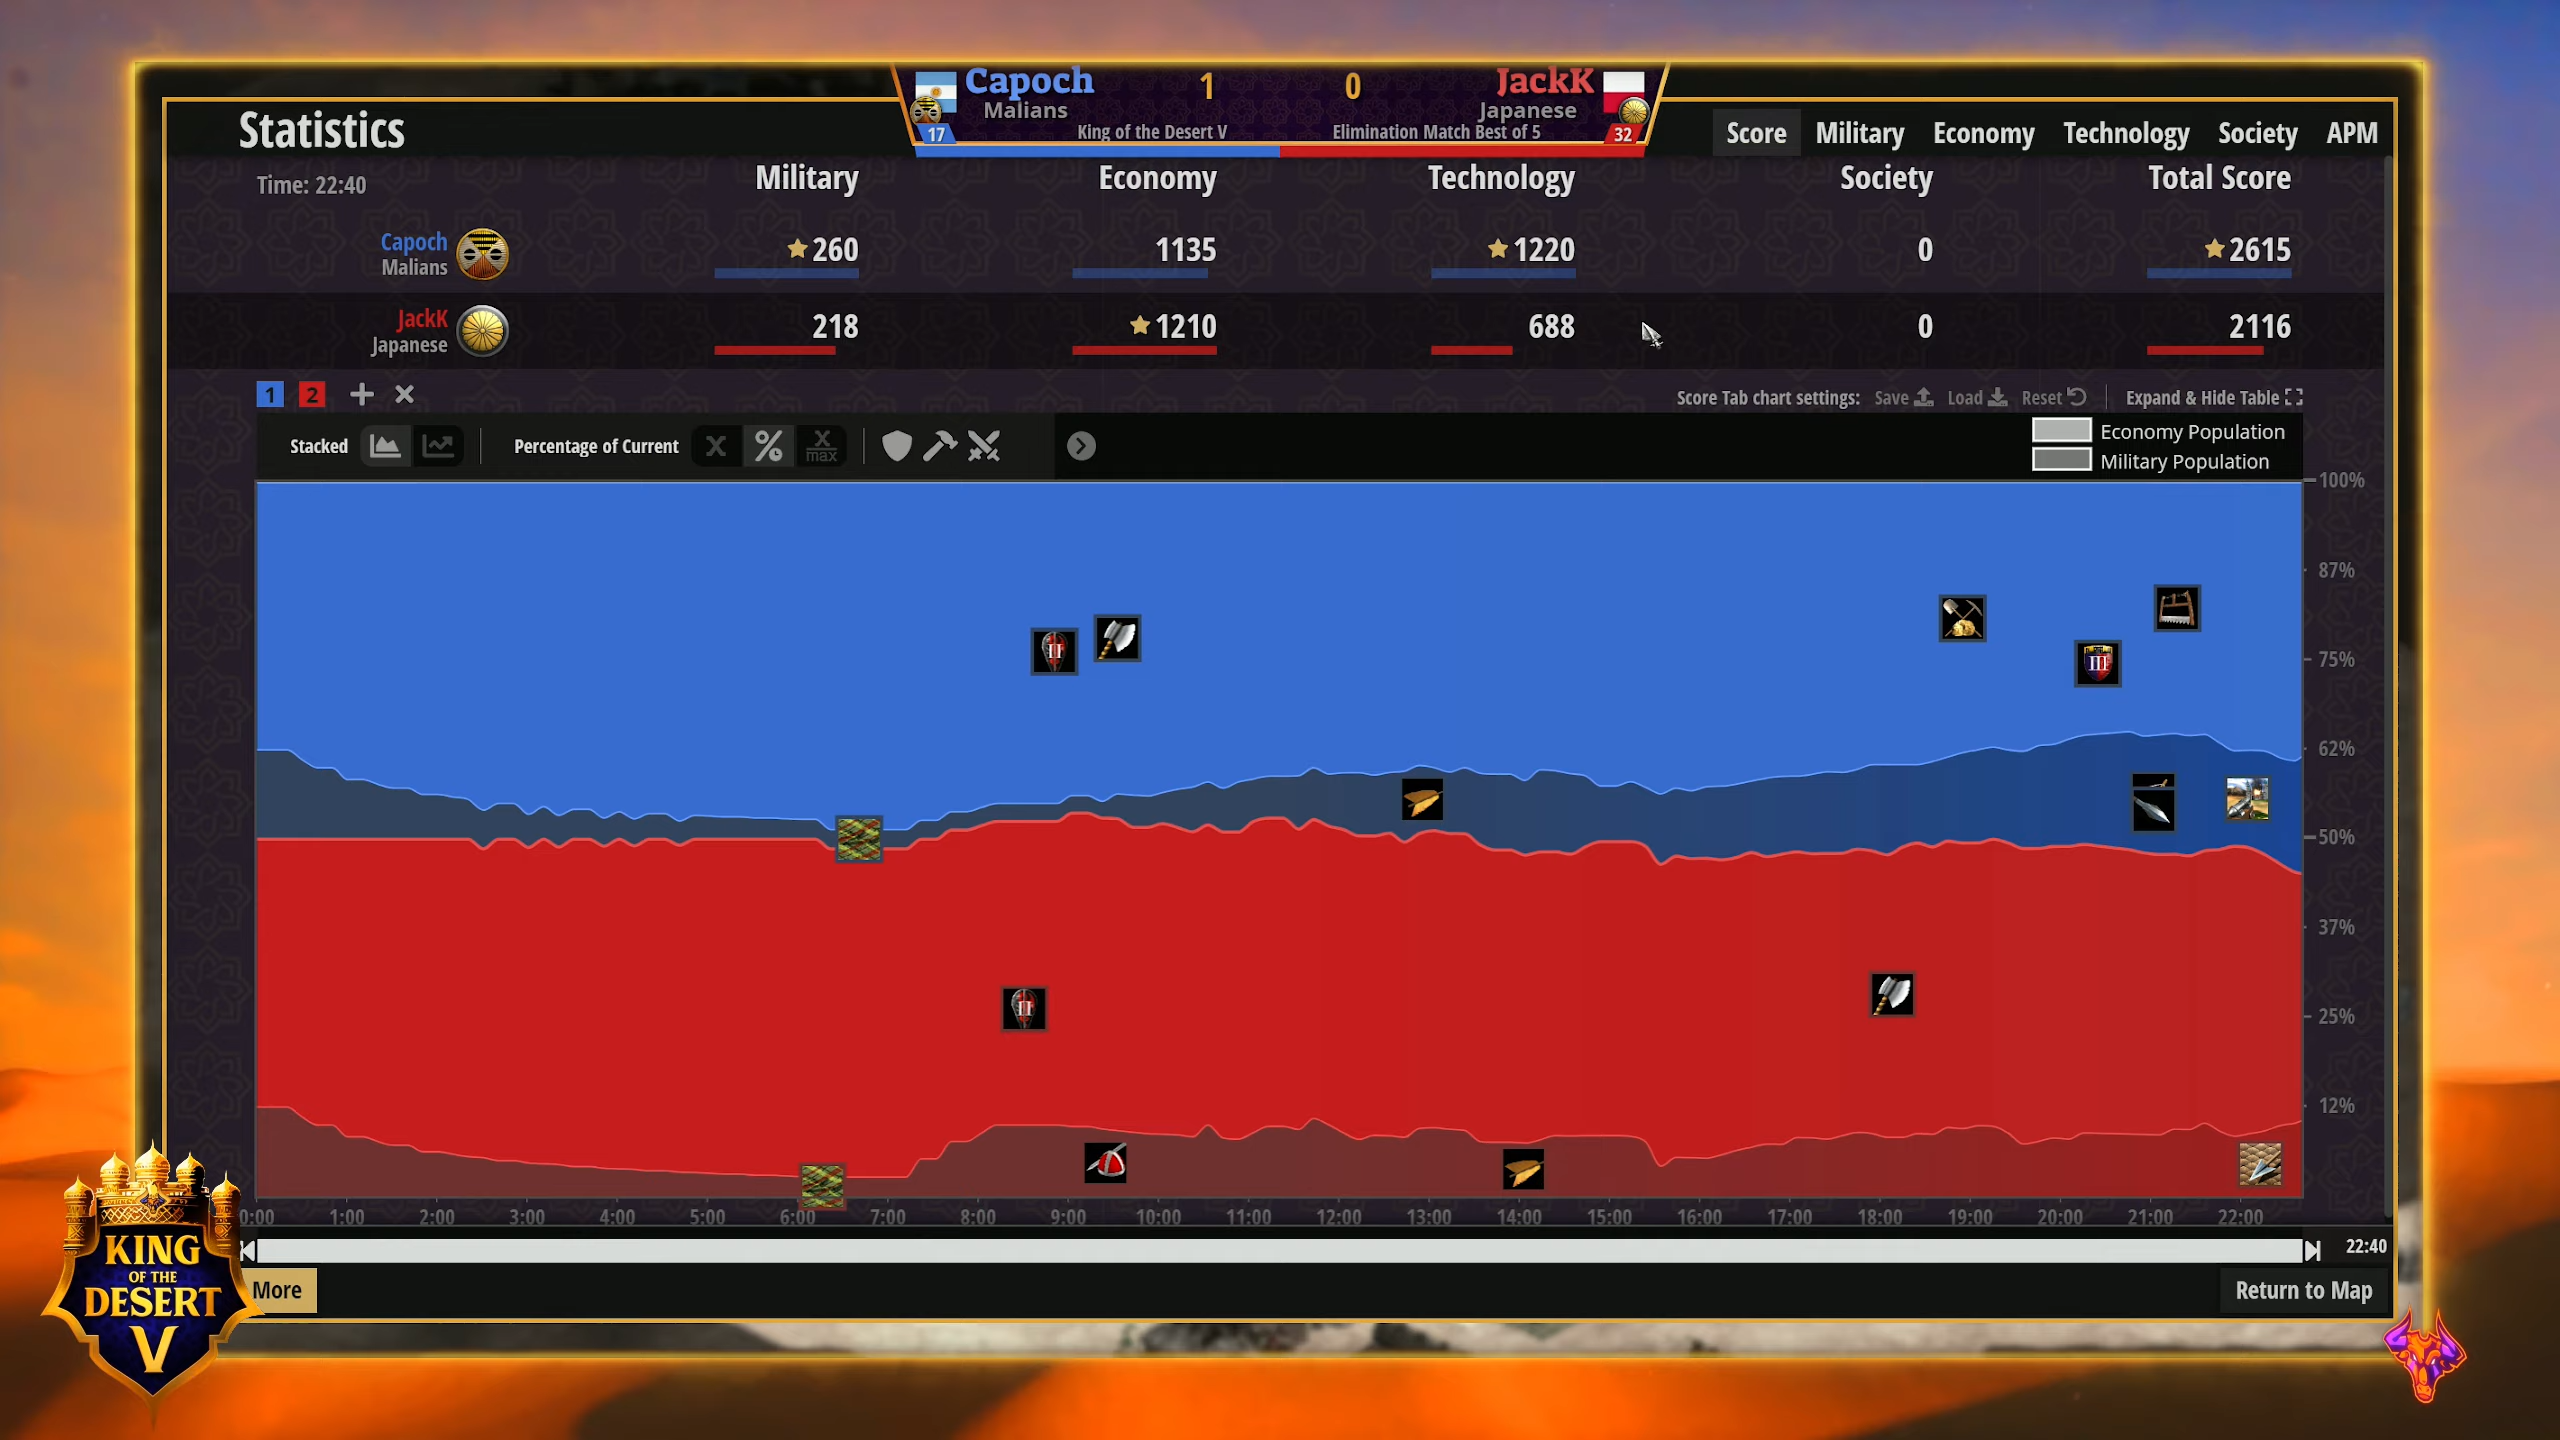 Capoch 1 0 JackK
Malians Japanese
17 King of the Desert V Elimination Match Best of 5 32
Statistics
Score Military Economy Technology Society APM
Time: 22:40 Military Economy Technology Society Total Score
Capoch
Malians
260 1135 1220 0 2615
JackK
Japanese
218 1210 688 0 2116
1 2
Score Tab chart settings: Save Load Reset Expand & Hide Table
Stacked Percentage of Current X % X max
Economy Population
Military Population
100%
87%
75%
62%
50%
37%
25%
12%
II
III
II
0:00 1:00 2:00 3:00 4:00 5:00 6:00 7:00 8:00 9:00 10:00 11:00 12:00 13:00 14:00 15:00 16:00 17:00 18:00 19:00 20:00 21:00 22:00
22:40
More
Return to Map
KING
OF THE
DESERT
V